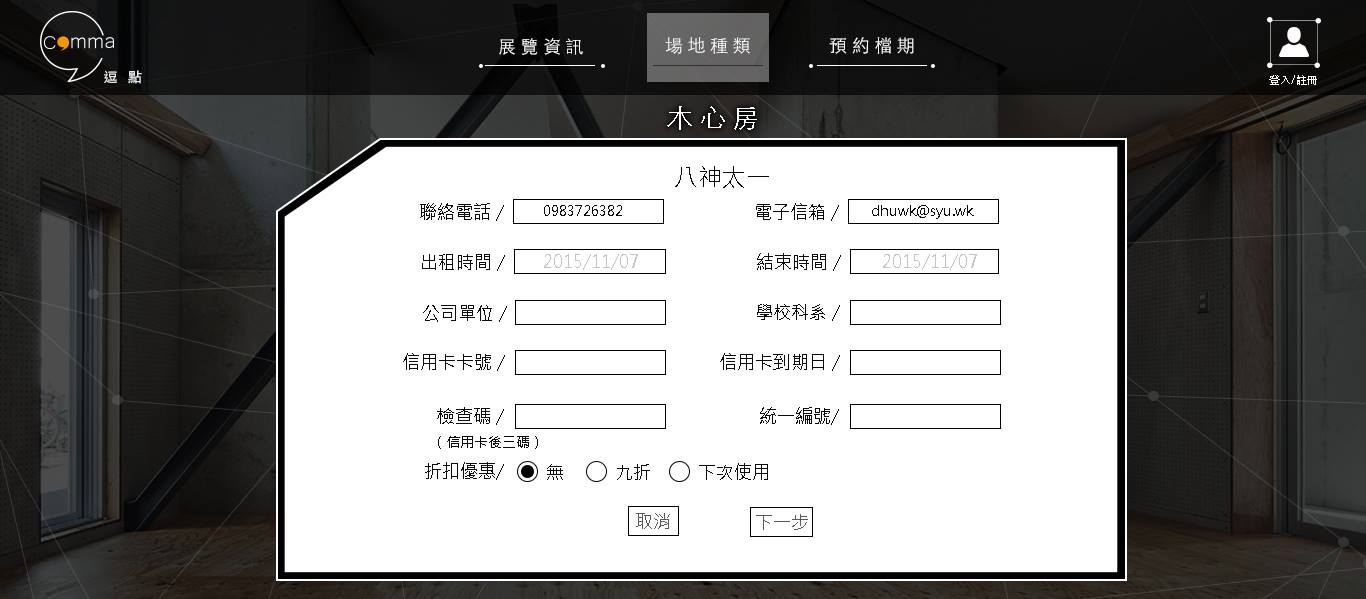 comma
逗點
展覽資訊
場地種類
預約檔期
登入/註冊
木心房
八神太一
聯絡電話 / 0983726382
電子信箱 / dhuwk@syu.wk
出租時間 / 2015/11/07
結束時間 / 2015/11/07
公司單位 /
學校科系 /
信用卡卡號 /
信用卡到期日 /
檢查碼 /
(信用卡後三碼)
統一編號/
折扣優惠/ 無 九折 下次使用
取消
下一步